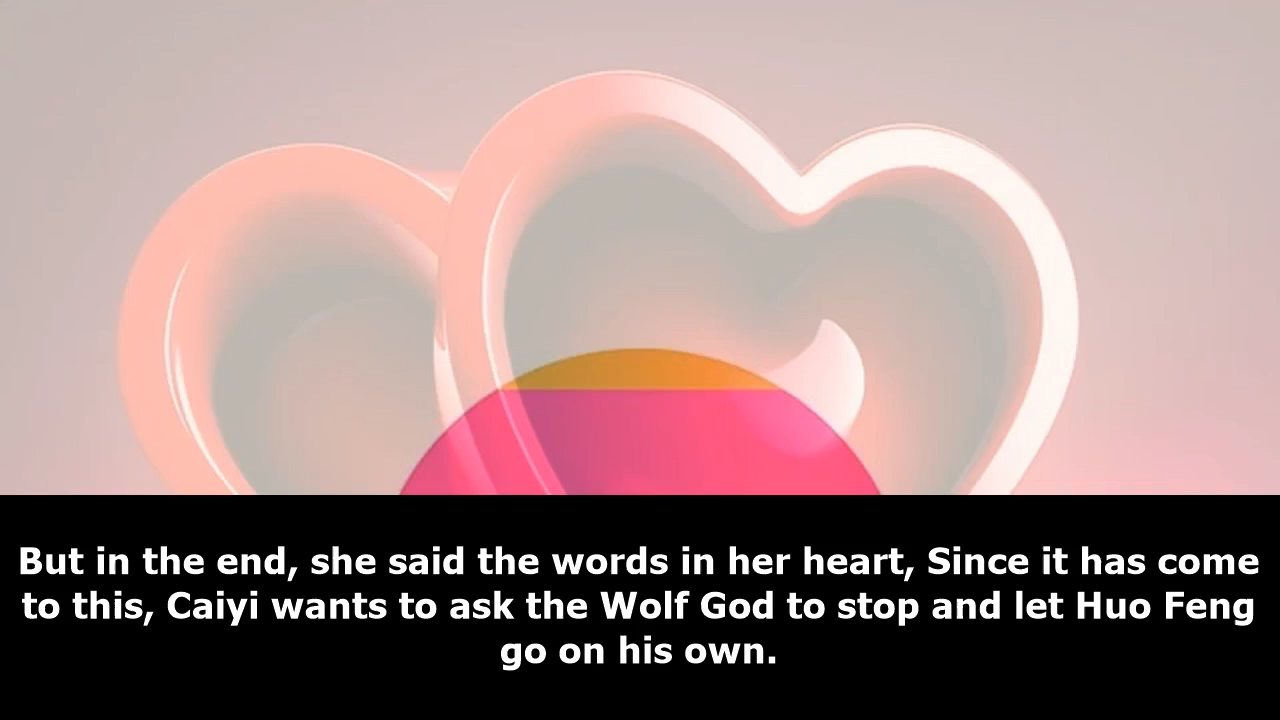 But in the end, she said the words in her heart, Since it has come
to this, Caiyi wants to ask the Wolf God to stop and let Huo Feng
go on his own.